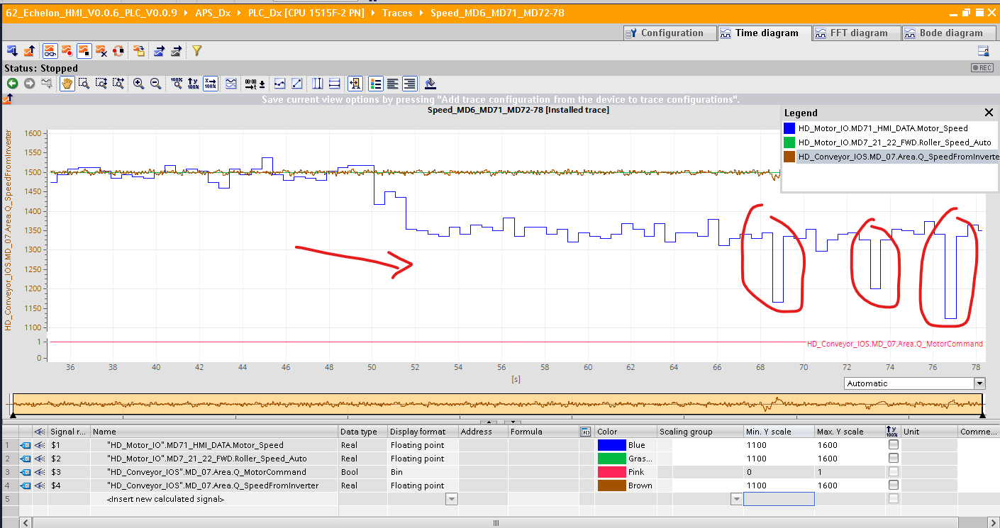 62_Echelon_HMI_V0.0.6_PLC_V0.0.9 APS_Dx PLC_Dx [CPU 1515F-2 PN] Traces Speed_MD6_MD71_MD72-78
Configuration Time diagram FFT diagram Bode diagram
Status: Stopped
REC
Save current view options by pressing "Add trace configuration from the device to trace configurations".
Speed_MD6_MD71_MD72-78 [Installed trace]
Legend
HD_Motor_IO.MD71_HMI_DATA.Motor_Speed
HD_Motor_IO.MD7_21_22_FWD.Roller_Speed_Auto
HD_Conveyor_IOS.MD_07.Area.Q_SpeedFromInverte
HD_Conveyor_IOS.MD_07.Area.Q_SpeedFromInverter
1600
1550
1500
1450
1400
1350
1300
1250
1200
1150
1100
1
0
HD_Conveyor_IOS.MD_07.Area.Q_MotorCommand
36 38 40 42 44 46 48 50 52 54 56 58 60 62 64 66 68 70 72 74 76 78
[s]
Automatic
Signal r... Name Data type Display format Address Formula Color Scaling group Min. Y scale Max. Y scale Unit Comme...
1 $1 "HD_Motor_IO".MD71_HMI_DATA.Motor_Speed Real Floating point Blue 1100 1600
2 $2 "HD_Motor_IO".MD7_21_22_FWD.Roller_Speed_Auto Real Floating point Gras... 1100 1600
3 $3 "HD_Conveyor_IOS".MD_07.Area.Q_MotorCommand Bool Bin Pink 0 1
4 $4 "HD_Conveyor_IOS".MD_07.Area.Q_SpeedFromInverter Real Floating point Brown 1100 1600
5 <Insert new calculated signal>